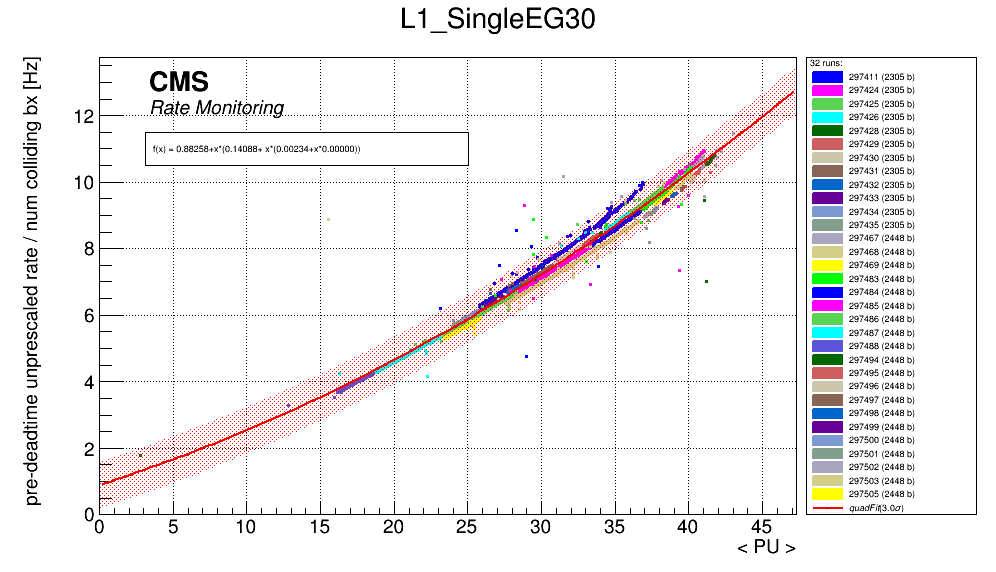 L1_SingleEG30
pre-deadtime unprescaled rate / num colliding bx [Hz]
CMS
Rate Monitoring
f(x) = 0.88258+x*(0.14088+ x*(0.00234+x*0.00000))
12
10
8
6
4
2
0
0 5 10 15 20 25 30 35 40 45
< PU >
32 runs:
297411 (2305 b)
297424 (2305 b)
297425 (2305 b)
297426 (2305 b)
297428 (2305 b)
297429 (2305 b)
297430 (2305 b)
297431 (2305 b)
297432 (2305 b)
297433 (2305 b)
297434 (2305 b)
297435 (2305 b)
297467 (2448 b)
297468 (2448 b)
297469 (2448 b)
297483 (2448 b)
297484 (2448 b)
297485 (2448 b)
297486 (2448 b)
297487 (2448 b)
297488 (2448 b)
297494 (2448 b)
297495 (2448 b)
297496 (2448 b)
297497 (2448 b)
297498 (2448 b)
297499 (2448 b)
297500 (2448 b)
297501 (2448 b)
297502 (2448 b)
297503 (2448 b)
297505 (2448 b)
quadFit(3.0σ)